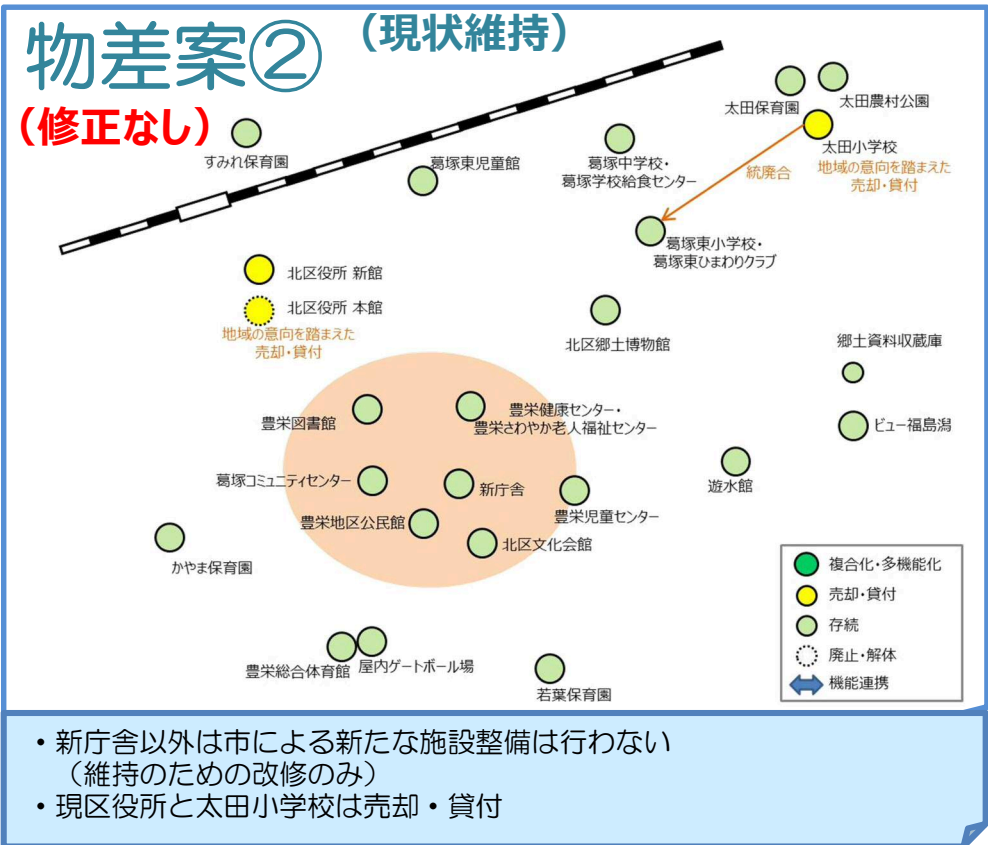 物差案②
（現状維持）
（修正なし）
すみれ保育園
葛塚東児童館
葛塚中学校・
葛塚学校給食センター
太田保育園
太田農村公園
太田小学校
地域の意向を踏まえた
売却・貸付
統廃合
葛塚東小学校・
葛塚東ひまわりクラブ
北区役所 新館
北区役所 本館
地域の意向を踏まえた
売却・貸付
北区郷土博物館
郷土資料収蔵庫
ビュー福島潟
豊栄図書館
豊栄健康センター・
豊栄さわやか老人福祉センター
葛塚コミュニティセンター
新庁舎
豊栄児童センター
遊水館
豊栄地区公民館
北区文化会館
かやま保育園
豊栄総合体育館
屋内ゲートボール場
若葉保育園
複合化・多機能化
売却・貸付
存続
廃止・解体
機能連携
・新庁舎以外は市による新たな施設整備は行わない
（維持のための改修のみ）
・現区役所と太田小学校は売却・貸付